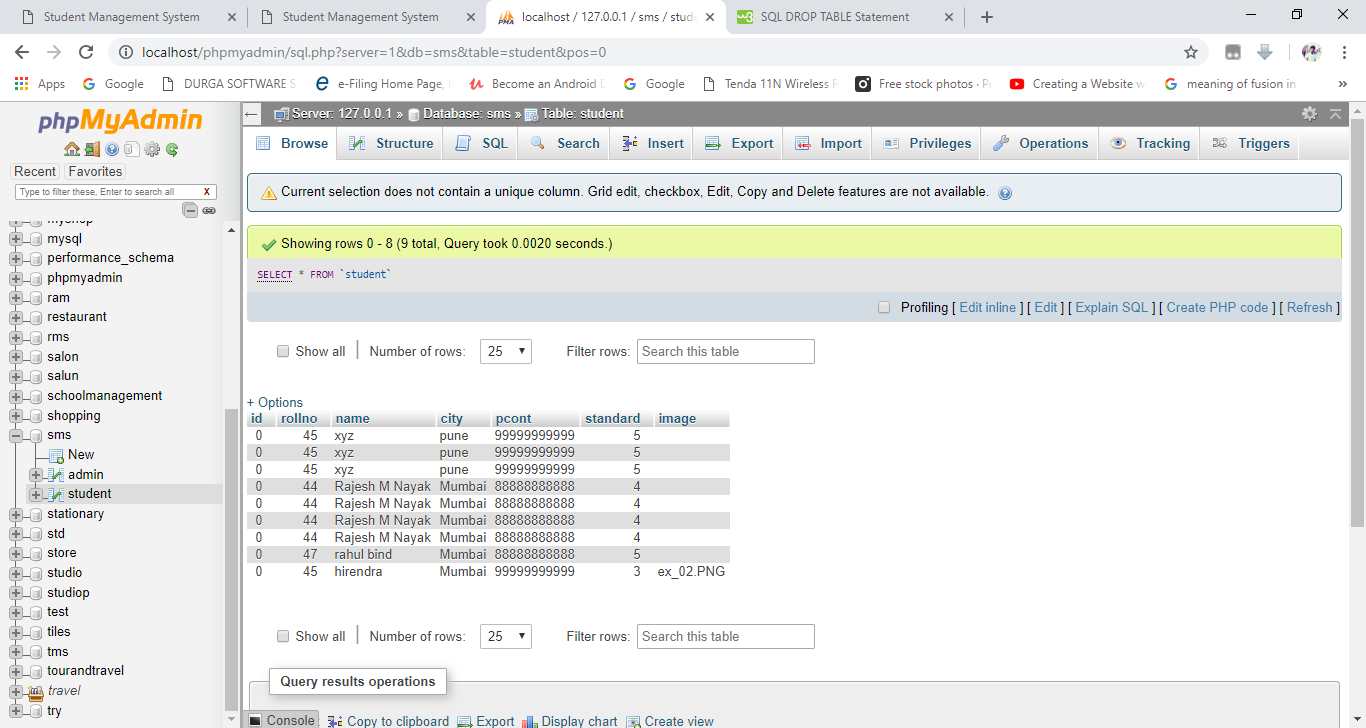 Student Management System
Student Management System
localhost / 127.0.0.1 / sms / stude
SQL DROP TABLE Statement
localhost/phpmyadmin/sql.php?server=1&db=sms&table=student&pos=0
Apps
Google
DURGA SOFTWARE S
e-Filing Home Page,
Become an Android D
Google
Tenda 11N Wireless R
Free stock photos · Pe
Creating a Website w
meaning of fusion in
»
phpMyAdmin
Recent
Favorites
Type to filter these, Enter to search all X
myshop
mysql
performance_schema
phpmyadmin
ram
restaurant
rms
salon
salun
schoolmanagement
shopping
sms
New
admin
student
stationary
std
store
studio
studiop
test
tiles
tms
tourandtravel
travel
try
Server: 127.0.0.1 » Database: sms » Table: student
Browse Structure SQL Search Insert Export Import Privileges Operations Tracking Triggers
Current selection does not contain a unique column. Grid edit, checkbox, Edit, Copy and Delete features are not available.
Showing rows 0 - 8 (9 total, Query took 0.0020 seconds.)
SELECT * FROM `student`
Profiling [ Edit inline ] [ Edit ] [ Explain SQL ] [ Create PHP code ] [ Refresh ]
Show all | Number of rows: 25 Filter rows: Search this table
+ Options
id rollno name city pcont standard image
0 45 xyz pune 99999999999 5
0 45 xyz pune 99999999999 5
0 45 xyz pune 99999999999 5
0 44 Rajesh M Nayak Mumbai 88888888888 4
0 44 Rajesh M Nayak Mumbai 88888888888 4
0 44 Rajesh M Nayak Mumbai 88888888888 4
0 44 Rajesh M Nayak Mumbai 88888888888 4
0 47 rahul bind Mumbai 88888888888 5
0 45 hirendra Mumbai 99999999999 3 ex_02.PNG
Show all | Number of rows: 25 Filter rows: Search this table
Query results operations
Console Copy to clipboard Export Display chart Create view